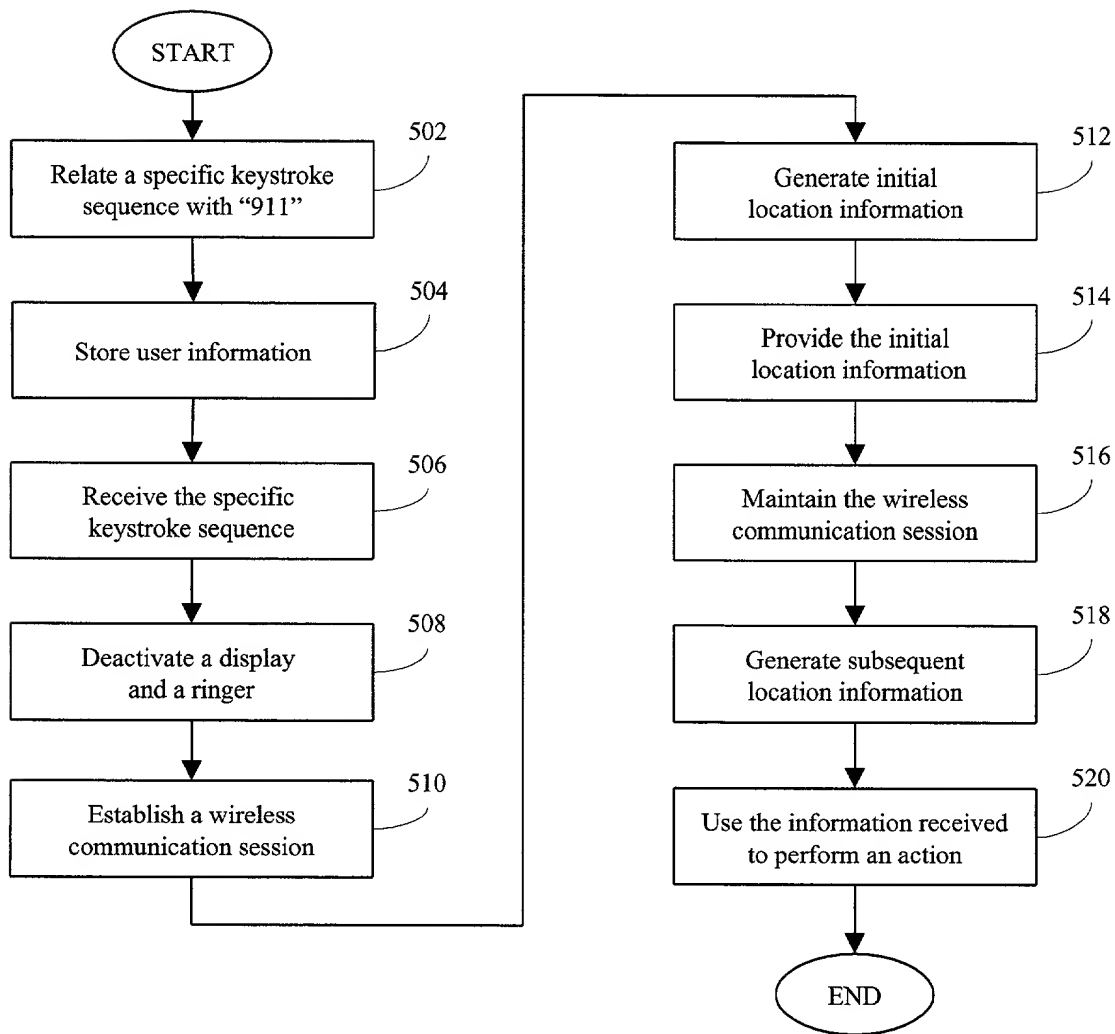 START
502
Relate a specific keystroke
sequence with “911”
504
Store user information
506
Receive the specific
keystroke sequence
508
Deactivate a display
and a ringer
510
Establish a wireless
communication session
512
Generate initial
location information
514
Provide the initial
location information
516
Maintain the wireless
communication session
518
Generate subsequent
location information
520
Use the information received
to perform an action
END